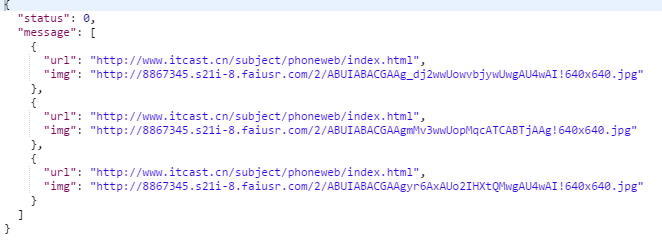 {
"status": 0,
"message": [
{
"url": "http://www.itcast.cn/subject/phoneweb/index.html",
"img": "http://8867345.s21i-8.faiusr.com/2/ABUIABACGAAg_dj2wwUowvbjywUwgAU4wAI!640x640.jpg"
},
{
"url": "http://www.itcast.cn/subject/phoneweb/index.html",
"img": "http://8867345.s21i-8.faiusr.com/2/ABUIABACGAAgmMv3wwUopMqcATCABTjAAg!640x640.jpg"
},
{
"url": "http://www.itcast.cn/subject/phoneweb/index.html",
"img": "http://8867345.s21i-8.faiusr.com/2/ABUIABACGAAgyr6AxAUo2IHXtQMwgAU4wAI!640x640.jpg"
}
]
}